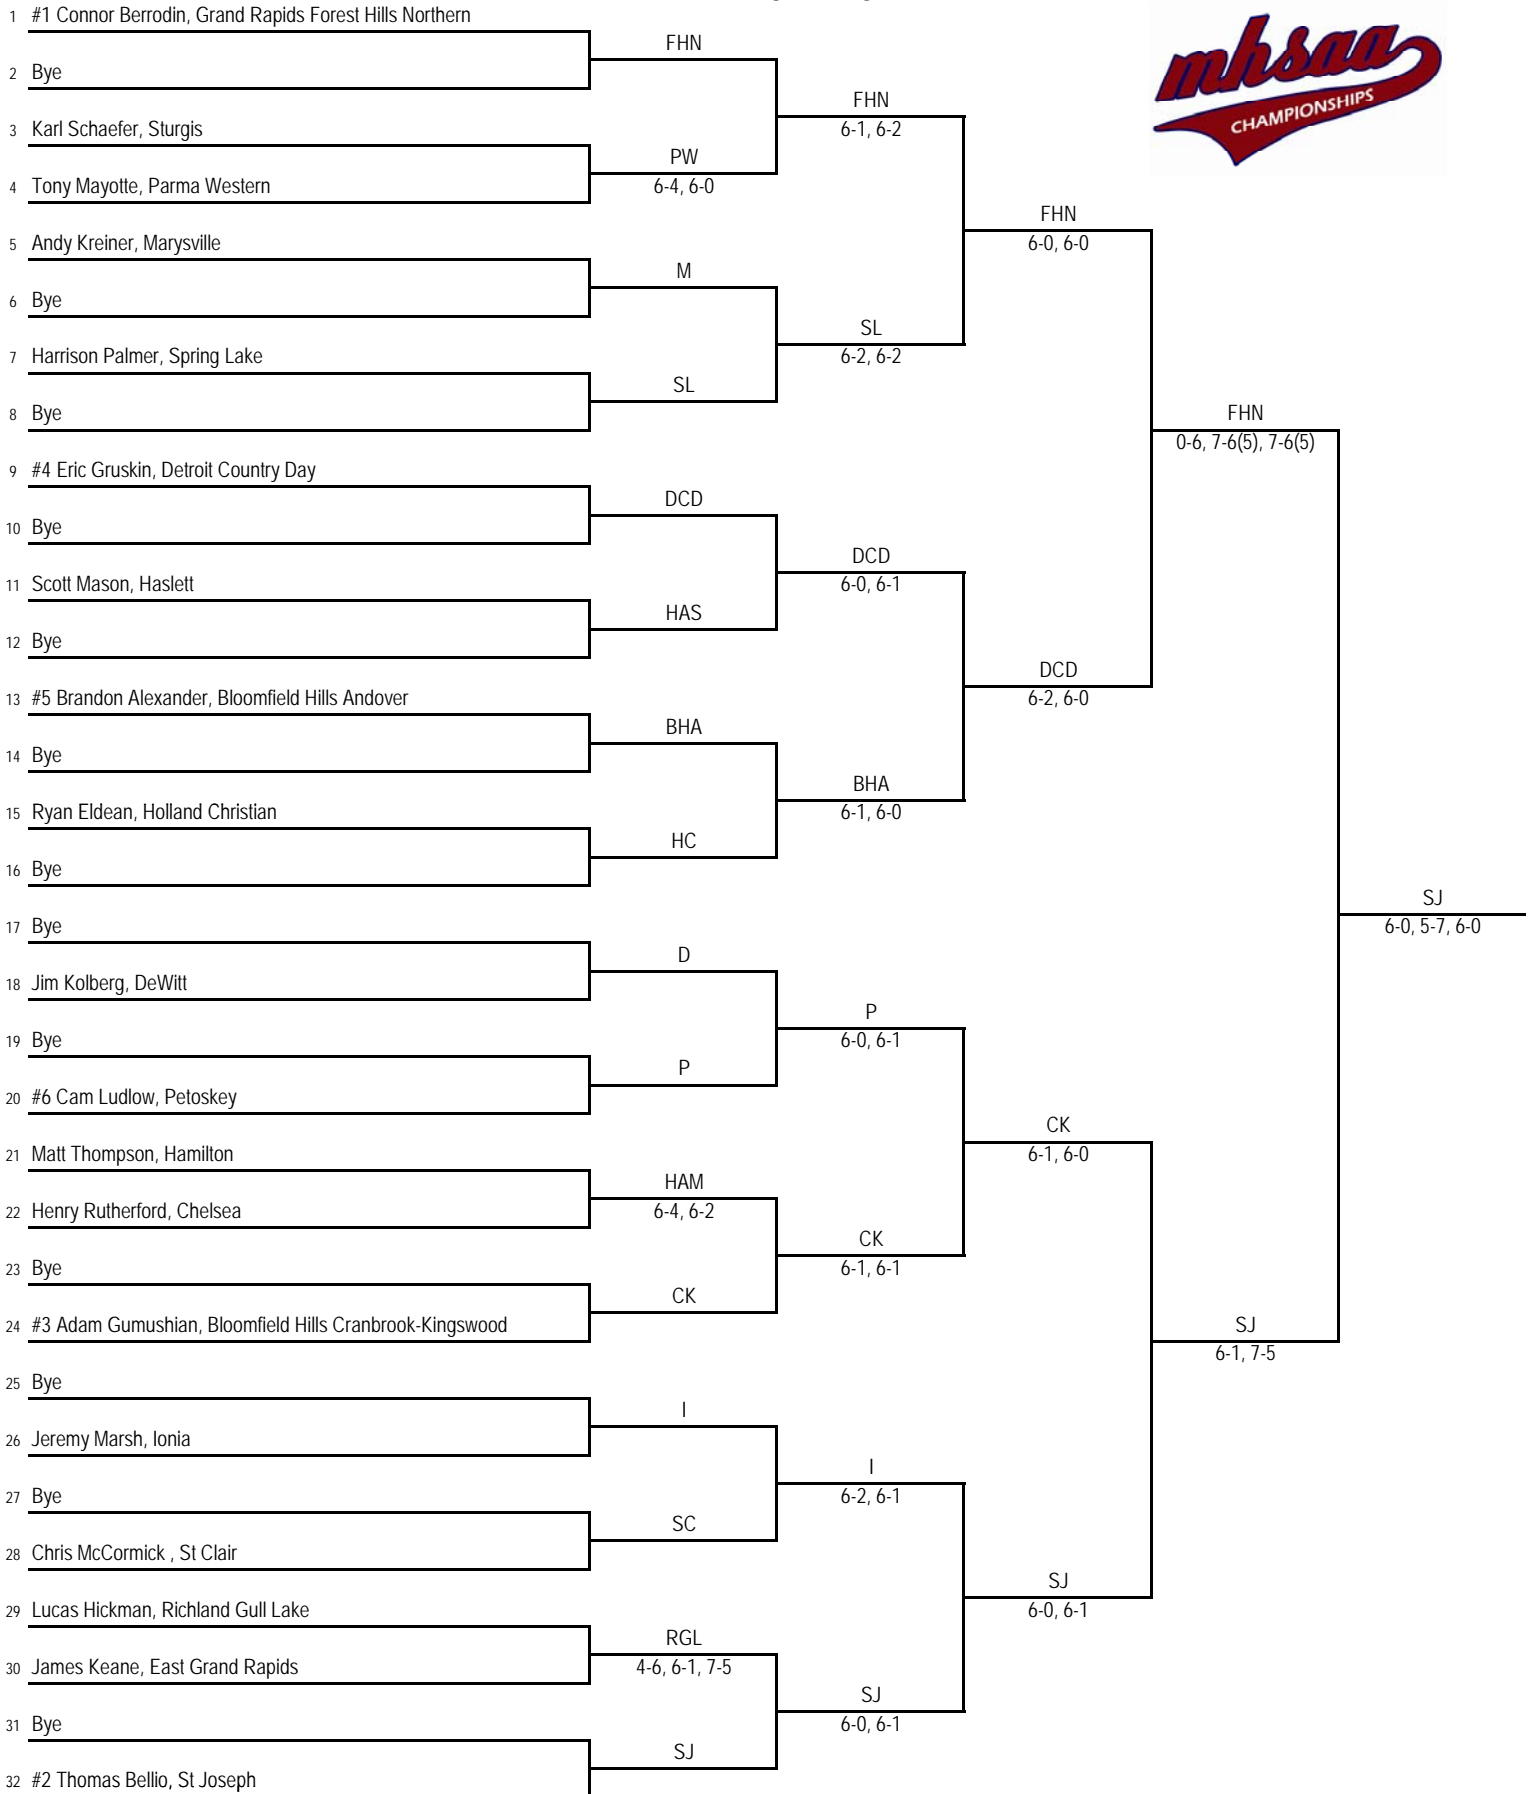 1 #1 Connor Berrodin, Grand Rapids Forest Hills Northern
FHN
2 Bye
FHN
6-1, 6-2
3 Karl Schaefer, Sturgis
PW
6-4, 6-0
4 Tony Mayotte, Parma Western
FHN
6-0, 6-0
5 Andy Kreiner, Marysville
M
6 Bye
SL
6-2, 6-2
7 Harrison Palmer, Spring Lake
SL
8 Bye
FHN
0-6, 7-6(5), 7-6(5)
9 #4 Eric Gruskin, Detroit Country Day
DCD
10 Bye
DCD
6-0, 6-1
11 Scott Mason, Haslett
HAS
12 Bye
DCD
6-2, 6-0
13 #5 Brandon Alexander, Bloomfield Hills Andover
BHA
14 Bye
BHA
6-1, 6-0
15 Ryan Eldean, Holland Christian
HC
16 Bye
SJ
6-0, 5-7, 6-0
17 Bye
D
18 Jim Kolberg, DeWitt
P
6-0, 6-1
19 Bye
P
20 #6 Cam Ludlow, Petoskey
CK
6-1, 6-0
21 Matt Thompson, Hamilton
HAM
6-4, 6-2
22 Henry Rutherford, Chelsea
CK
6-1, 6-1
23 Bye
CK
24 #3 Adam Gumushian, Bloomfield Hills Cranbrook-Kingswood
SJ
6-1, 7-5
25 Bye
I
26 Jeremy Marsh, Ionia
I
6-2, 6-1
27 Bye
SC
28 Chris McCormick , St Clair
SJ
6-0, 6-1
29 Lucas Hickman, Richland Gull Lake
RGL
4-6, 6-1, 7-5
30 James Keane, East Grand Rapids
SJ
6-0, 6-1
31 Bye
SJ
32 #2 Thomas Bellio, St Joseph
mhsaa
CHAMPIONSHIPS